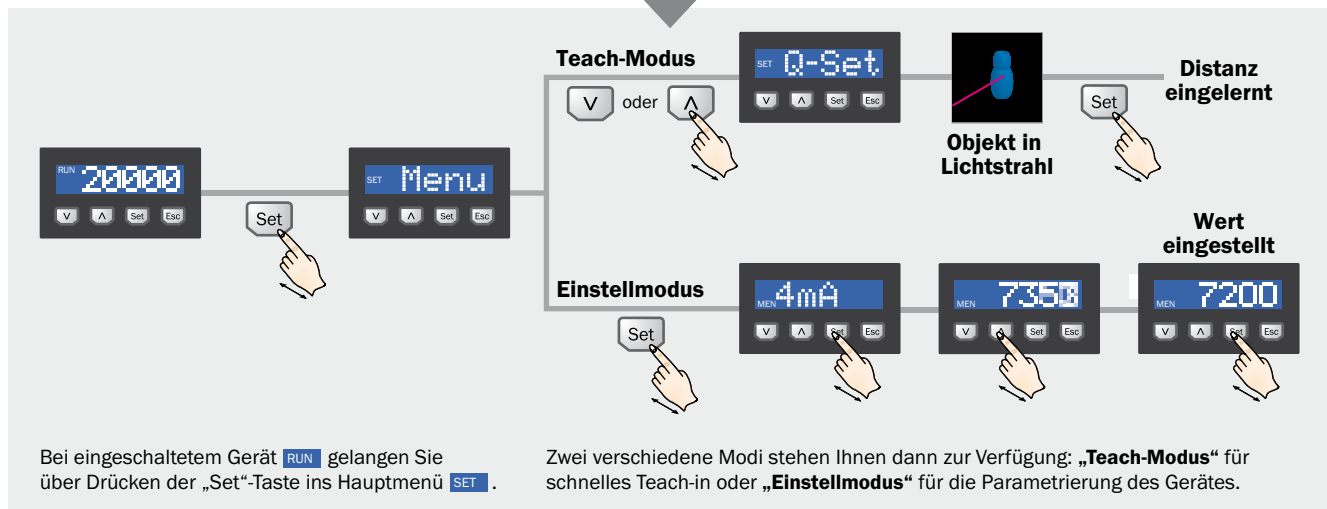 Teach-Modus
V oder Λ
SET Q-Set
V Λ Set Esc
Objekt in
Lichtstrahl
Set
Distanz
eingelernt
RUN 20000
V Λ Set Esc
Set
SET Menu
V Λ Set Esc
Einstellmodus
Set
MEN 4mA
V Λ Set Esc
MEN 7350
V Λ Set Esc
Wert
eingestellt
MEN 7200
V Λ Set Esc
Bei eingeschaltetem Gerät RUN gelangen Sie
über Drücken der „Set“-Taste ins Hauptmenü SET .
Zwei verschiedene Modi stehen Ihnen dann zur Verfügung: „Teach-Modus“ für
schnelles Teach-in oder „Einstellmodus“ für die Parametrierung des Gerätes.